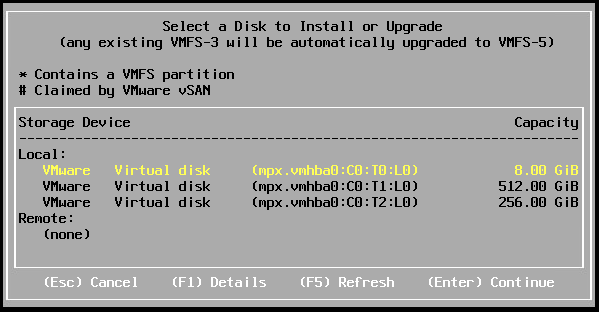 Select a Disk to Install or Upgrade
(any existing VMFS-3 will be automatically upgraded to VMFS-5)
* Contains a VMFS partition
# Claimed by VMware vSAN
Storage Device Capacity
--------------------------------------------------------------------------------
Local:
VMware Virtual disk (mpx.vmhba0:C0:T0:L0) 8.00 GiB
VMware Virtual disk (mpx.vmhba0:C0:T1:L0) 512.00 GiB
VMware Virtual disk (mpx.vmhba0:C0:T2:L0) 256.00 GiB
Remote:
(none)
(Esc) Cancel (F1) Details (F5) Refresh (Enter) Continue